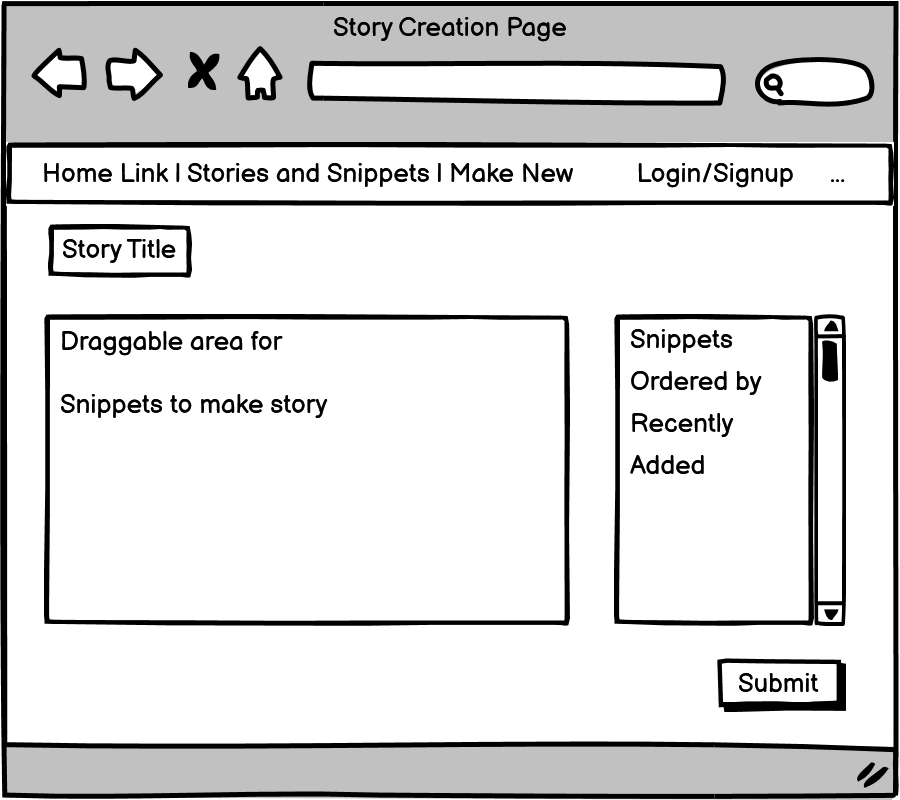 Story Creation Page
Home Link | Stories and Snippets | Make New Login/Signup ...
Story Title
Draggable area for
Snippets to make story
Snippets
Ordered by
Recently
Added
Submit